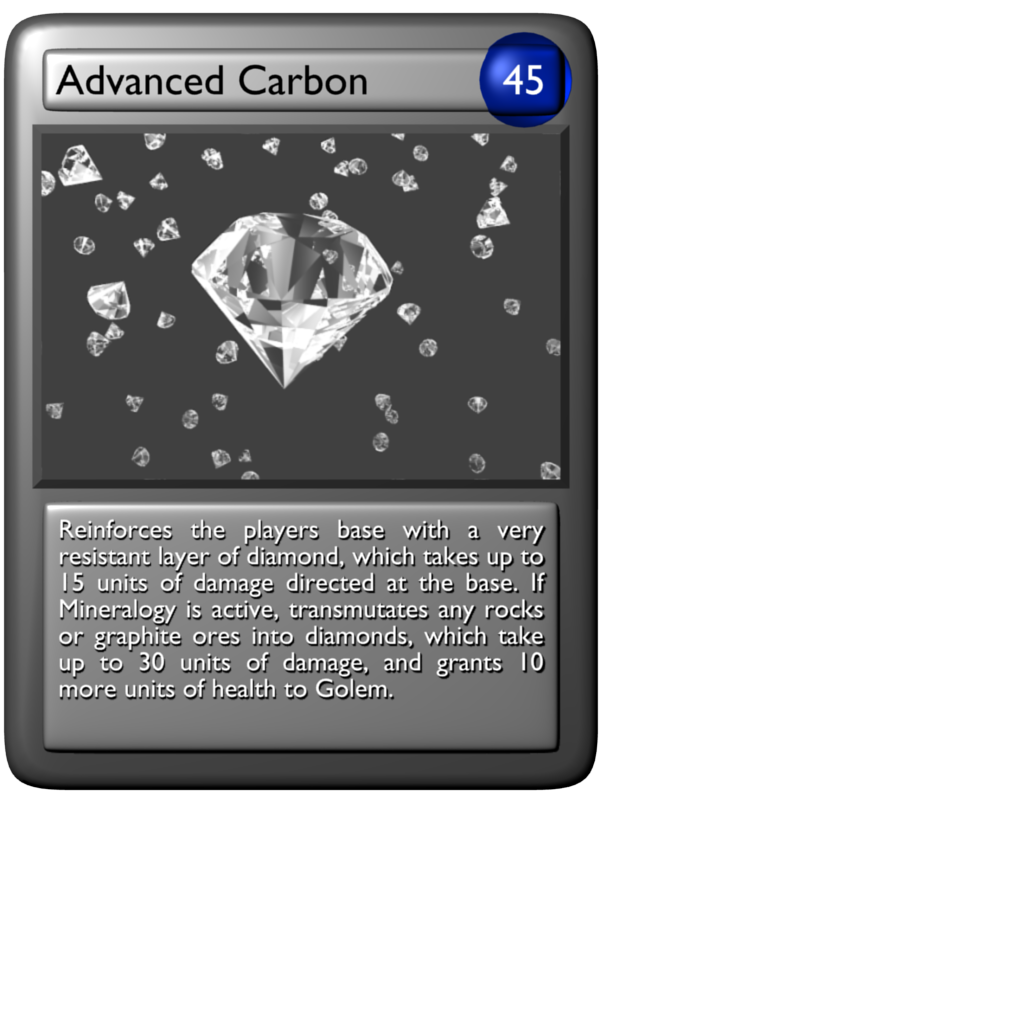 Advanced Carbon
45
Reinforces the players base with a very
resistant layer of diamond, which takes up to
15 units of damage directed at the base. If
Mineralogy is active, transmutates any rocks
or graphite ores into diamonds, which take
up to 30 units of damage, and grants 10
more units of health to Golem.